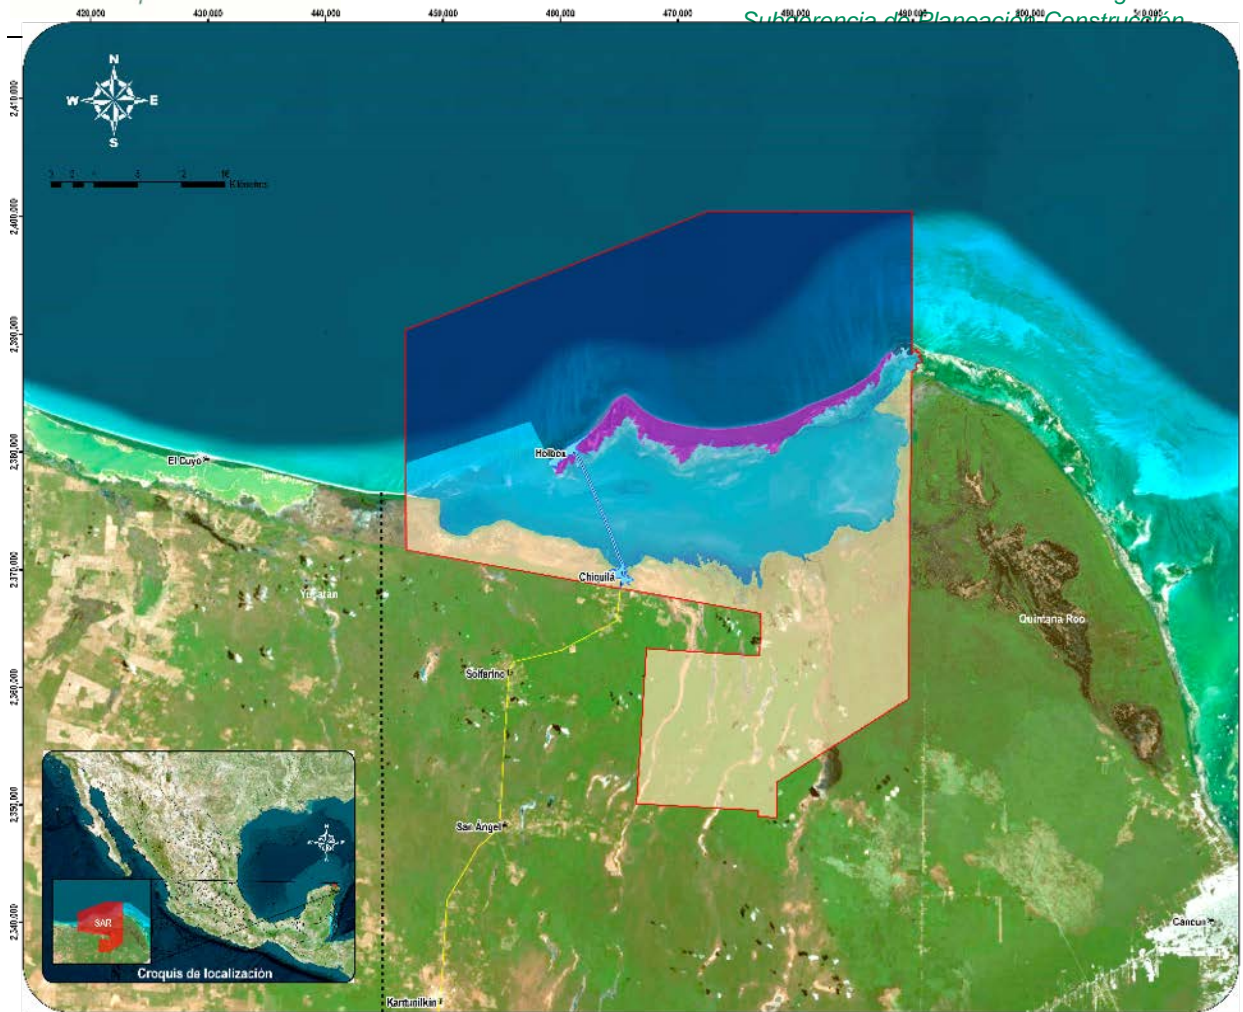 Subgerencia de Planeación Construcción
420,000 430,000 440,000 450,000 460,000 470,000 480,000 490,000 500,000 510,000
2,410,000
2,400,000
2,390,000
2,380,000
2,370,000
2,360,000
2,350,000
2,340,000
N
W E
S
Kilómetros
El Cuyo
Holbox
Chiquilá
Yucatán
Quintana Roo
Solferino
San Ángel
Cancun
Kantunilkin
SAR
Croquis de localización